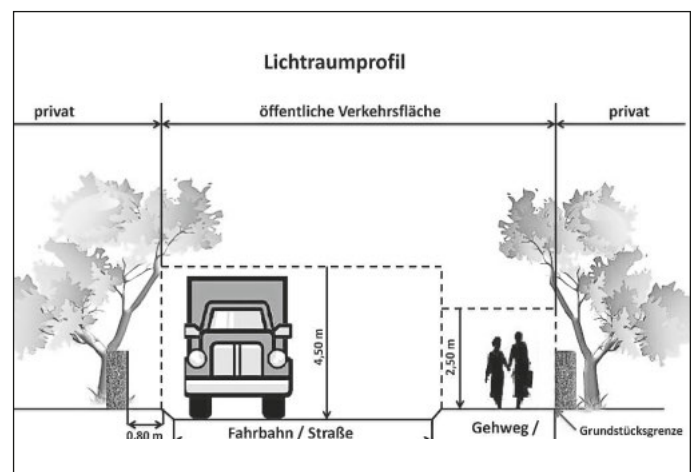 Lichtraumprofil
privat
öffentliche Verkehrsfläche
privat
4,50 m
2,50 m
0,80 m
Fahrbahn / Straße
Gehweg /
Grundstücksgrenze